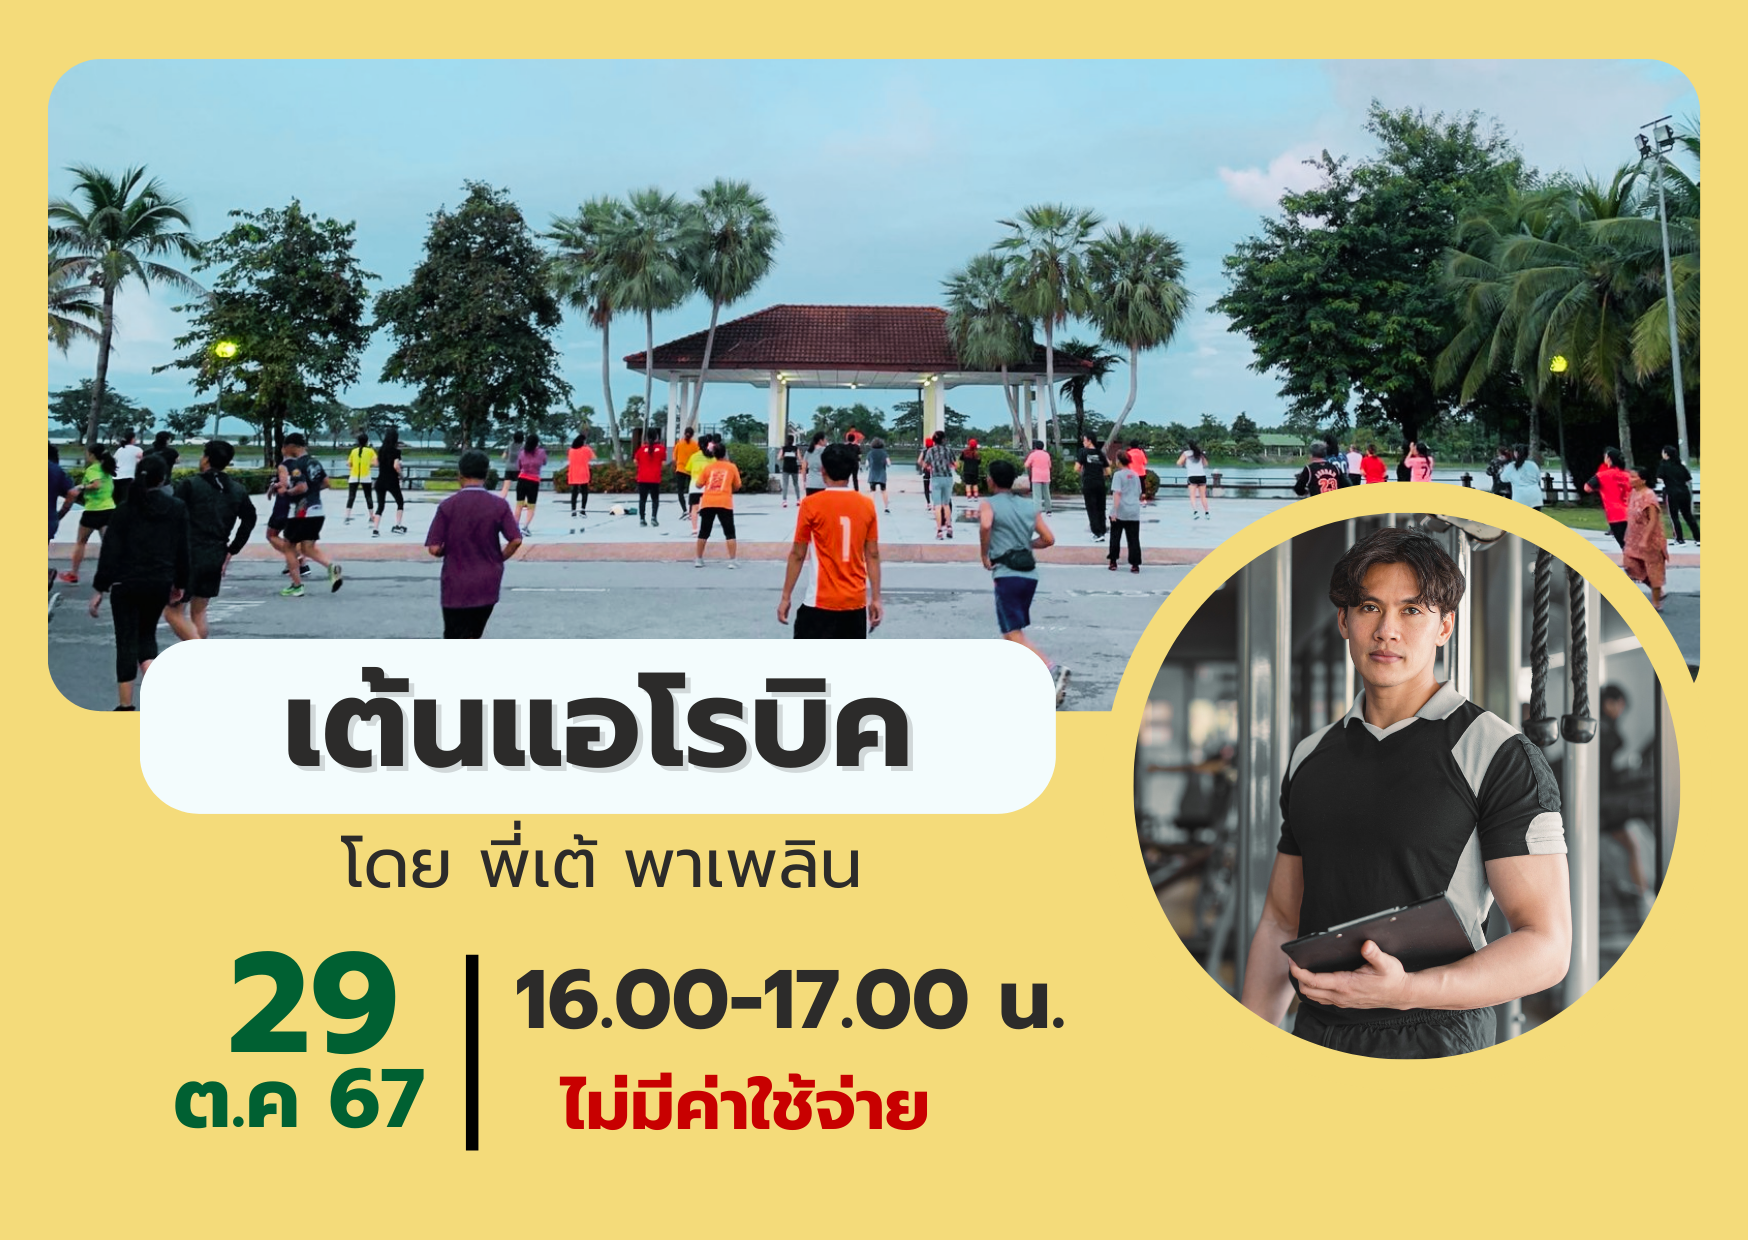 เต้นแอโรบิค
โดย พี่เต้ พาเพลิน
29
ต.ค 67
16.00-17.00 น.
ไม่มีค่าใช้จ่าย
1
23